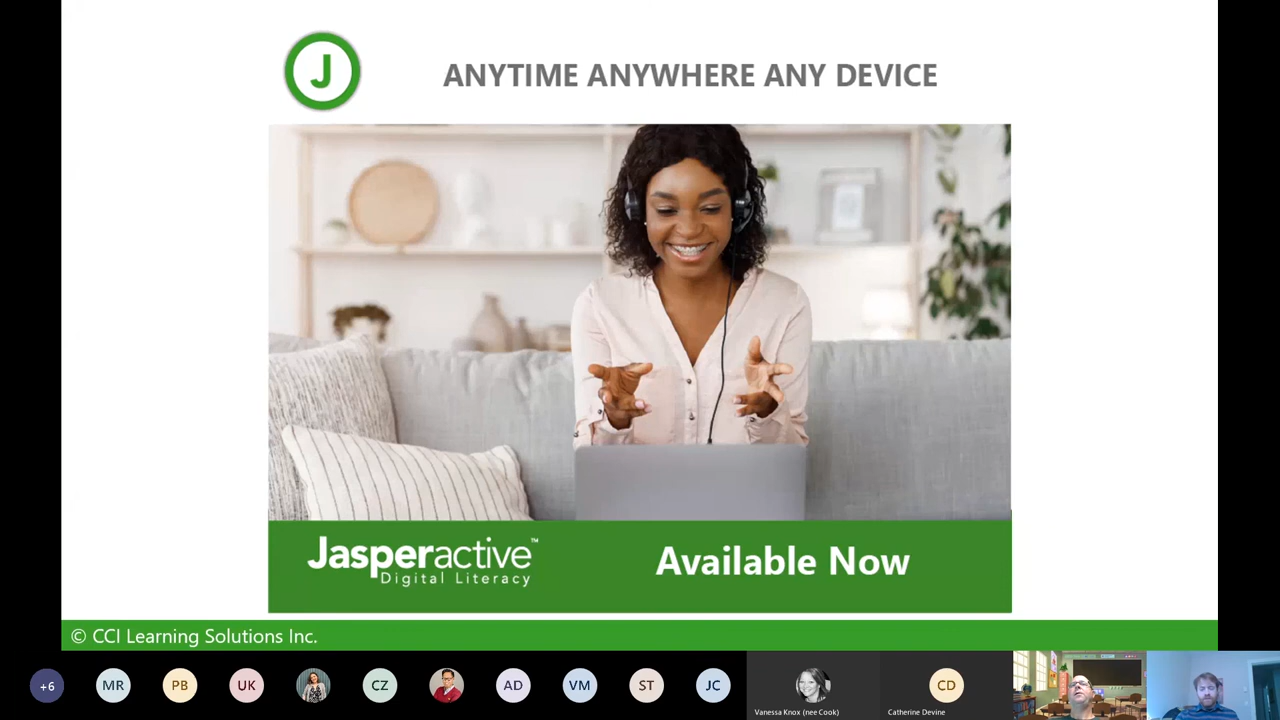 J
ANYTIME ANYWHERE ANY DEVICE
Jasperactive™
Digital Literacy
Available Now
© CCI Learning Solutions Inc.
+6
MR
PB
UK
CZ
AD
VM
ST
JC
CD
Vanessa Knox (nee Cook)
Catherine Devine